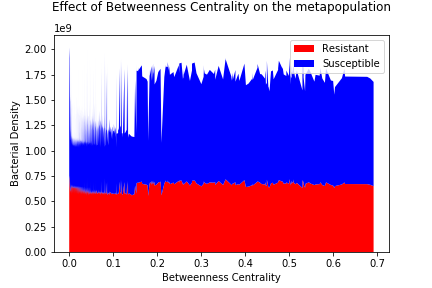 Effect of Betweenness Centrality on the metapopulation
1e9
Resistant
Susceptible
2.00
1.75
1.50
1.25
1.00
0.75
0.50
0.25
0.00
Bacterial Density
0.0 0.1 0.2 0.3 0.4 0.5 0.6 0.7
Betweenness Centrality